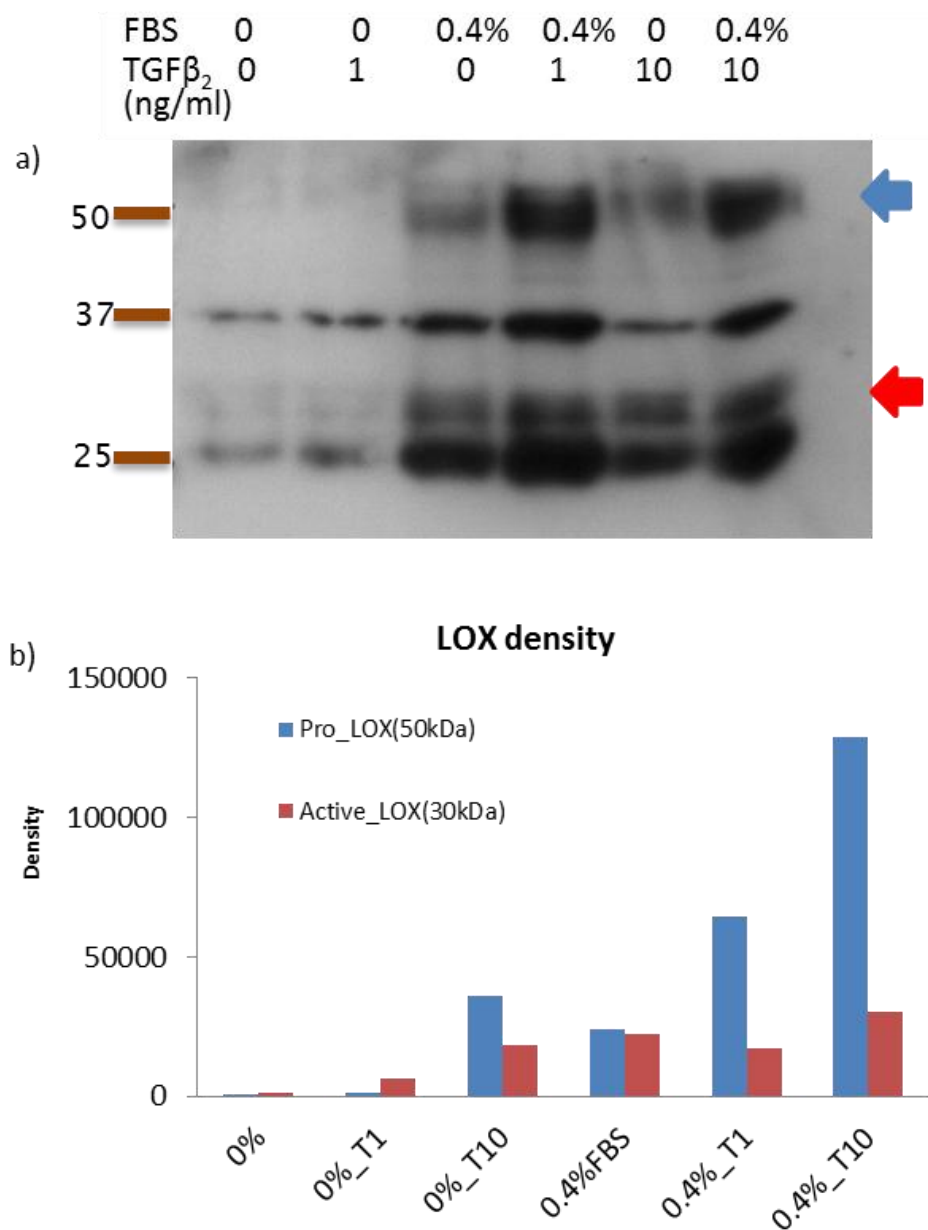 FBS 0 0 0.4% 0.4% 0 0.4%
TGFβ₂ 0 1 0 1 10 10
(ng/ml)
a)
50
37
25
b)
LOX density
150000
100000
50000
0
Density
Pro_LOX(50kDa)
Active_LOX(30kDa)
0% 0%_T1 0%_T10 0.4%FBS 0.4%_T1 0.4%_T10